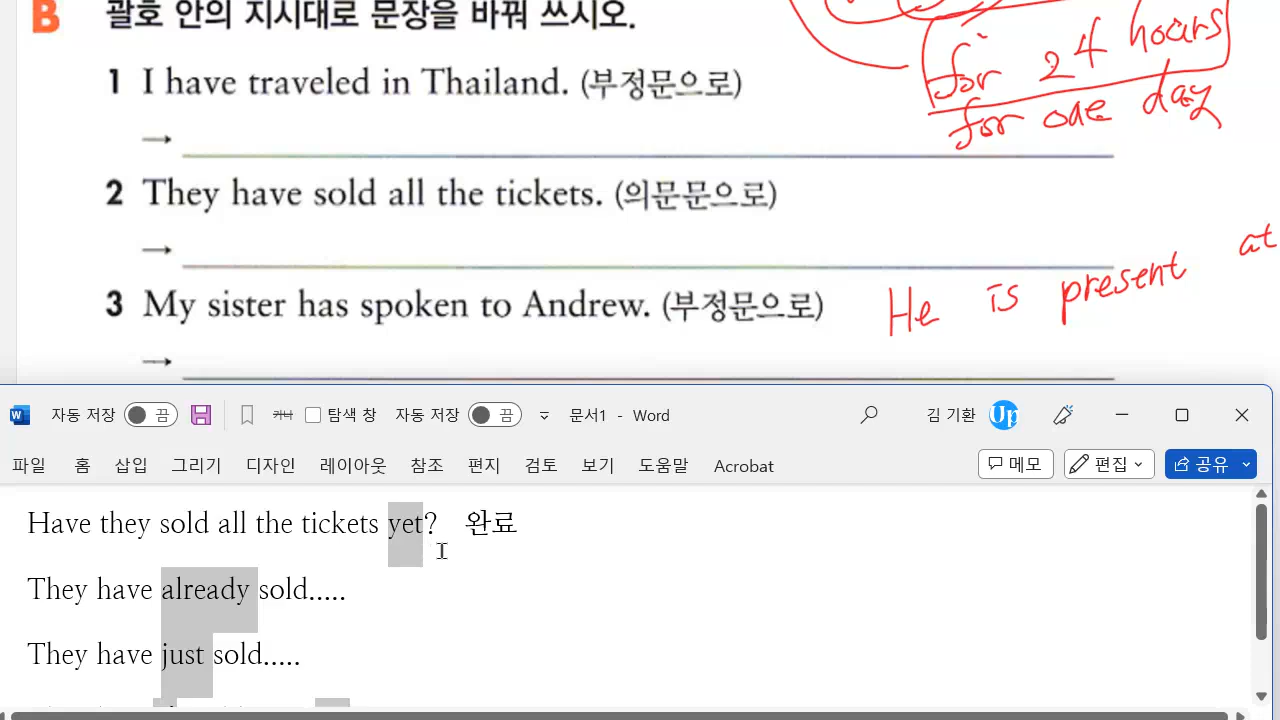 B 괄호 안의 지시대로 문장을 바꿔 쓰시오.
for 24 hours
1 I have traveled in Thailand. (부정문으로)
for one day
→
2 They have sold all the tickets. (의문문으로)
→
He is present at
3 My sister has spoken to Andrew. (부정문으로)
→
자동 저장 끔 탐색 창 자동 저장 끔 문서1 - Word 김 기환 Up
파일 홈 삽입 그리기 디자인 레이아웃 참조 편지 검토 보기 도움말 Acrobat 메모 편집 공유
Have they sold all the tickets yet? 완료
They have already sold.....
They have just sold.....